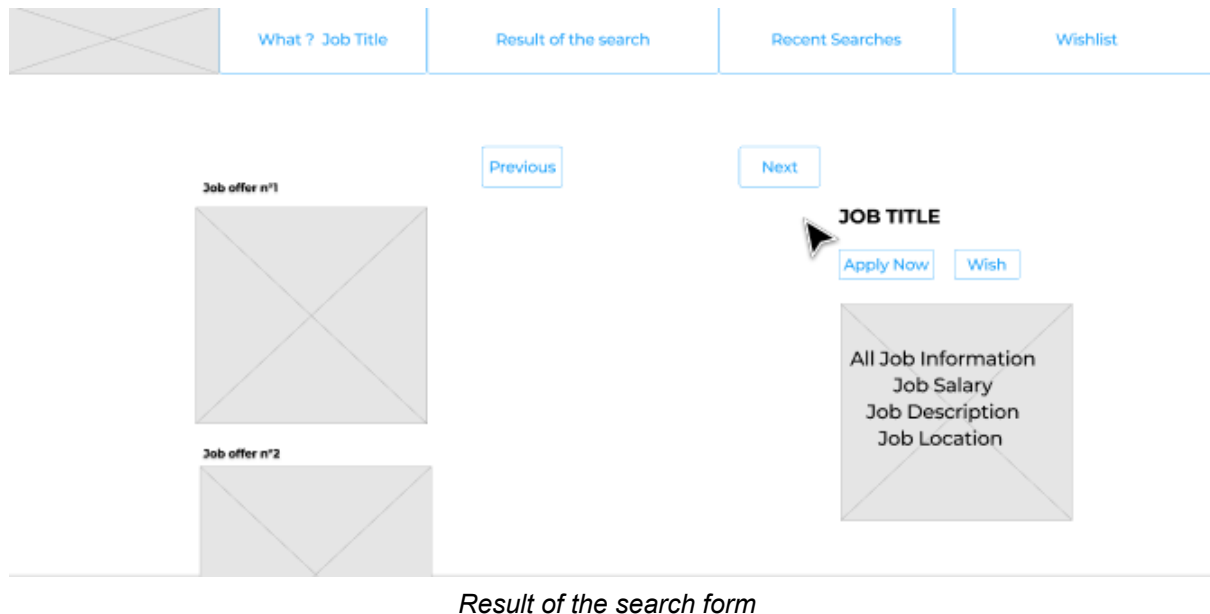 What ? Job Title
Result of the search
Recent Searches
Wishlist
Previous
Next
Job offer n°1
JOB TITLE
Apply Now
Wish
All Job Information
Job Salary
Job Description
Job Location
Job offer n°2
Result of the search form